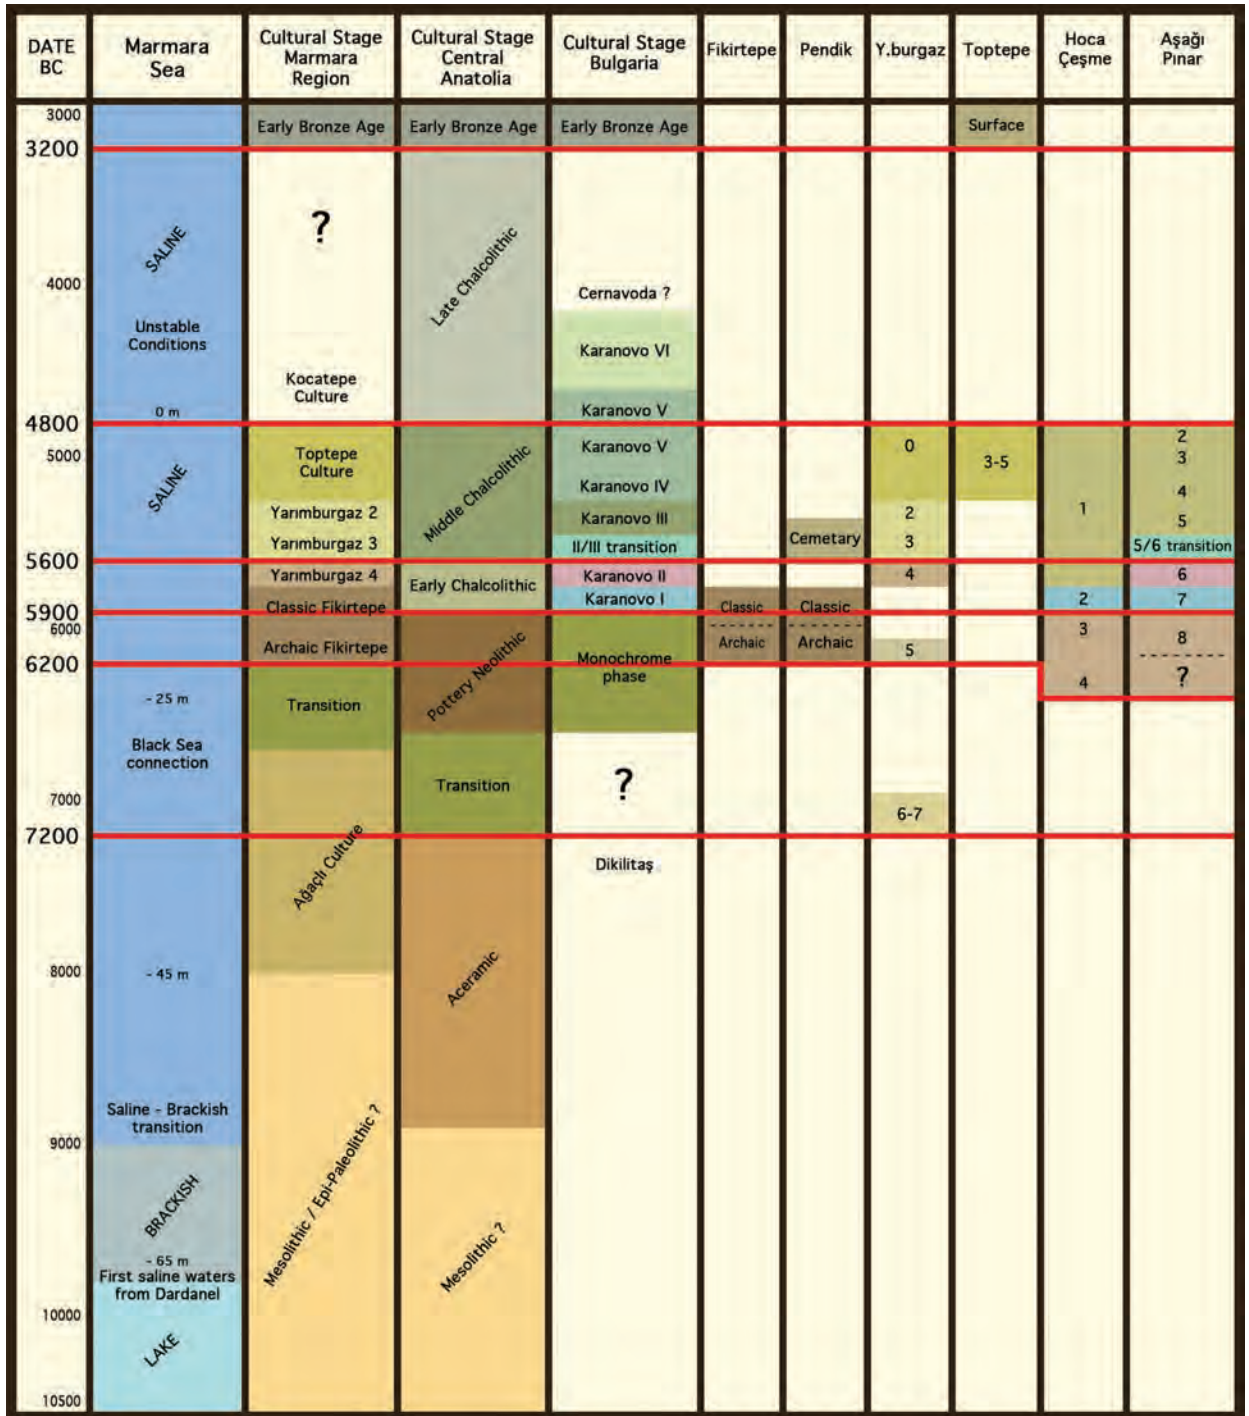 DATE
BC
Marmara
Sea
Cultural Stage
Marmara
Region
Cultural Stage
Central
Anatolia
Cultural Stage
Bulgaria
Fikirtepe
Pendik
Y.burgaz
Toptepe
Hoca
Çeşme
Aşağı
Pınar
3000
3200
4000
4800
5000
5600
5900
6000
6200
7000
7200
8000
9000
10000
10500
SALINE
Unstable
Conditions
0 m
SALINE
- 25 m
Black Sea
connection
- 45 m
Saline - Brackish
transition
BRACKISH
- 65 m
First saline waters
from Dardanel
LAKE
Early Bronze Age
?
Kocatepe
Culture
Toptepe
Culture
Yarımburgaz 2
Yarımburgaz 3
Yarımburgaz 4
Classic Fikirtepe
Archaic Fikirtepe
Transition
Ağaçlı Culture
Mesolithic / Epi-Paleolithic ?
Early Bronze Age
Late Chalcolithic
Middle Chalcolithic
Early Chalcolithic
Pottery Neolithic
Transition
Aceramic
Mesolithic ?
Early Bronze Age
Cernavoda ?
Karanovo VI
Karanovo V
Karanovo V
Karanovo IV
Karanovo III
II/III transition
Karanovo II
Karanovo I
Monochrome
phase
?
Dikilitaş
Classic
Archaic
Cemetary
Classic
Archaic
0
2
3
4
5
6-7
Surface
3-5
1
2
3
4
2
3
4
5
5/6 transition
6
7
8
?